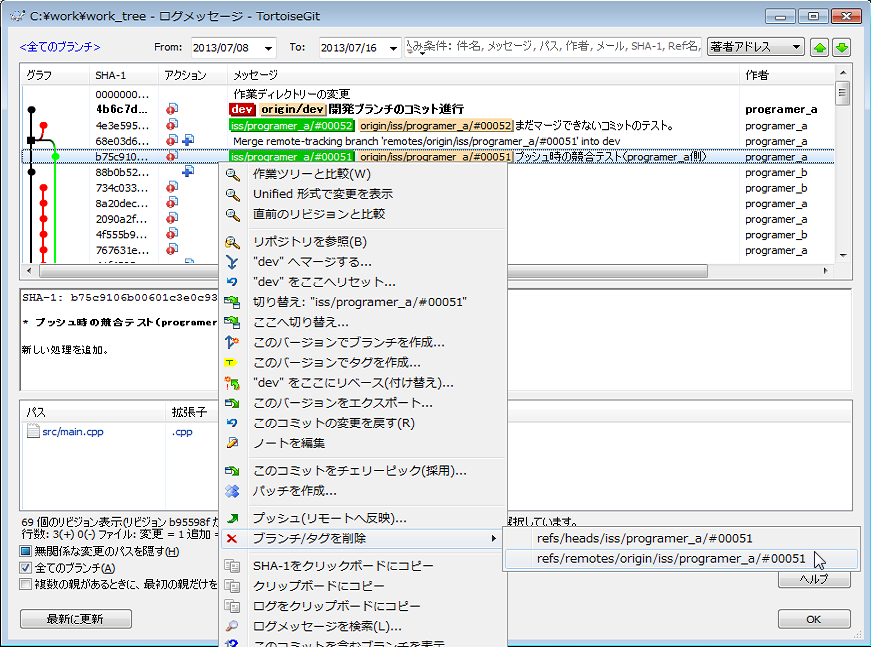 C:¥work¥work_tree - ログメッセージ - TortoiseGit
<全てのブランチ> From: 2013/07/08 To: 2013/07/16 み条件: 件名, メッセージ, パス, 作者, メール, SHA-1, Ref名, 著者アドレス
グラフ SHA-1 アクション メッセージ 作者
0000000... 作業ディレクトリーの変更
4b6c7d... dev origin/dev 開発ブランチのコミット進行 programer_a
4e3e595... iss/programer_a/#00052 origin/iss/programer_a/#00052 まだマージできないコミットのテスト。 programer_a
68e03d6... Merge remote-tracking branch 'remotes/origin/iss/programer_a/#00051' into dev programer_a
b75c910... iss/programer_a/#00051 origin/iss/programer_a/#00051 プッシュ時の競合テスト(programer_a側) programer_a
88b0b52... programer_b
734c033... programer_b
8a20dec... programer_a
2090a2f... programer_a
4f555b9... programer_b
767631e... programer_a
SHA-1: b75c9106b00601c3e0c93
* プッシュ時の競合テスト(programer
新しい処理を追加。
パス 拡張子
src/main.cpp .cpp
作業ツリーと比較(W)
Unified 形式で変更を表示
直前のリビジョンと比較
リポジトリを参照(B)
"dev" へマージする...
"dev" をここへリセット...
切り替え: "iss/programer_a/#00051"
ここへ切り替え...
このバージョンでブランチを作成...
このバージョンでタグを作成...
"dev" をここにリベース(付け替え)...
このバージョンをエクスポート...
このコミットの変更を戻す(R)
ノートを編集
このコミットをチェリーピック(採用)...
パッチを作成...
プッシュ(リモートへ反映)...
ブランチ/タグを削除
SHA-1をクリックボードにコピー
クリップボードにコピー
ログをクリップボードにコピー
ログメッセージを検索(L)...
このコミットを含むブランチを表示
refs/heads/iss/programer_a/#00051
refs/remotes/origin/iss/programer_a/#00051
69 個のリビジョン表示(リビジョン b95598f か 選択しています。
行数: 3(+) 0(-) ファイル: 変更 = 1 追加 =
無関係な変更のパスを隠す(H)
全てのブランチ(A)
複数の親があるときに、最初の親だけを
ヘルプ
最新に更新 OK